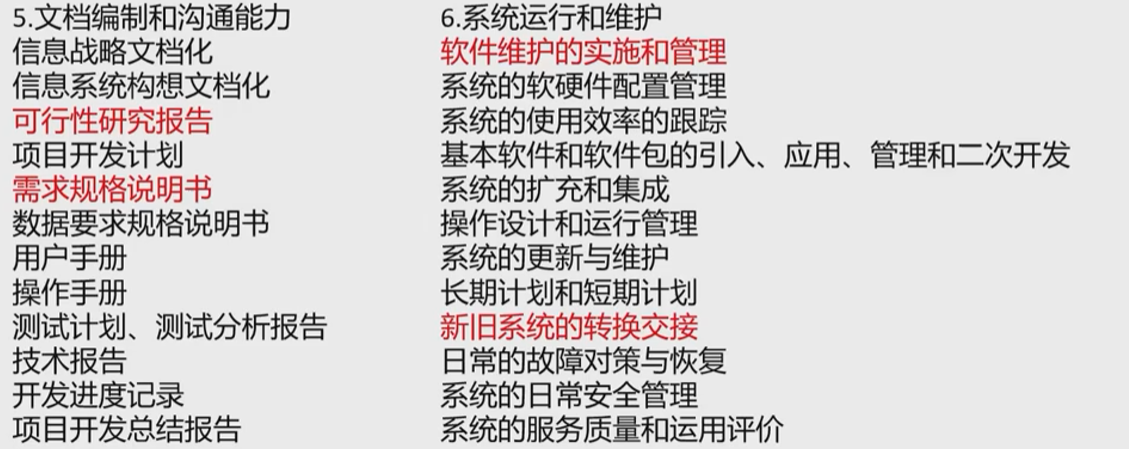 5.文档编制和沟通能力
信息战略文档化
信息系统构想文档化
可行性研究报告
项目开发计划
需求规格说明书
数据要求规格说明书
用户手册
操作手册
测试计划、测试分析报告
技术报告
开发进度记录
项目开发总结报告
6.系统运行和维护
软件维护的实施和管理
系统的软硬件配置管理
系统的使用效率的跟踪
基本软件和软件包的引入、应用、管理和二次开发
系统的扩充和集成
操作设计和运行管理
系统的更新与维护
长期计划和短期计划
新旧系统的转换交接
日常的故障对策与恢复
系统的日常安全管理
系统的服务质量和运用评价